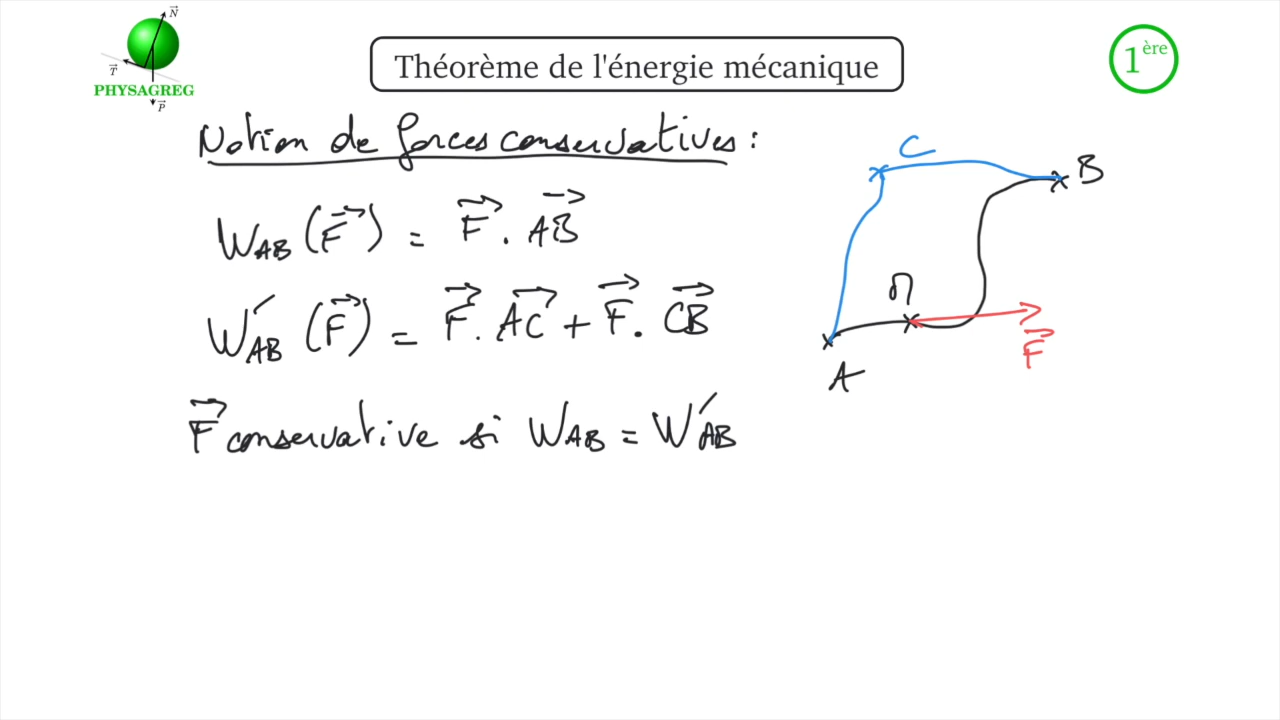 N⃗
T⃗
PHYSAGREG
P⃗
Théorème de l'énergie mécanique
1ère
Notion de forces conservatives :
W_AB (F⃗) = F⃗ . AB⃗
W'_AB (F⃗) = F⃗ . AC⃗ + F⃗ . CB⃗
F⃗ conservative si W_AB = W'_AB
C
B
M
F⃗
A